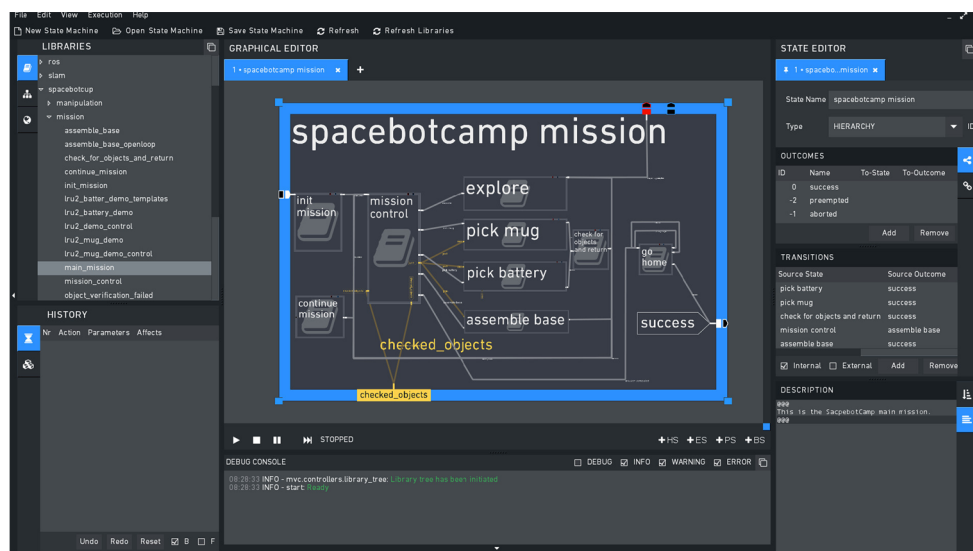 File Edit View Execution Help
New State Machine Open State Machine Save State Machine Refresh Refresh Libraries
LIBRARIES
ros
slam
spacebotcup
manipulation
mission
assemble_base
assemble_base_openloop
check_for_objects_and_return
continue_mission
init_mission
lru2_batter_demo_templates
lru2_battery_demo
lru2_demo_control
lru2_mug_demo
lru2_mug_demo_control
main_mission
mission_control
object_verification_failed
HISTORY
Nr Action Parameters Affects
Undo Redo Reset B F
GRAPHICAL EDITOR
1 • spacebotcamp mission × +
spacebotcamp mission
init
mission
mission
control
explore
pick mug
check for
objects
and return
go
home
pick battery
continue
mission
assemble base
success
checked_objects
checked_objects
STOPPED
+HS +ES +PS +BS
DEBUG CONSOLE
DEBUG INFO WARNING ERROR
08:28:33 INFO - mvc.controllers.library_tree: Library tree has been initiated
08:28:33 INFO - start: Ready
STATE EDITOR
1 • spacebo...mission ×
State Name spacebotcamp mission
Type HIERARCHY ID
OUTCOMES
ID Name To-State To-Outcome
0 success
-2 preempted
-1 aborted
Add Remove
TRANSITIONS
Source State Source Outcome
pick battery success
pick mug success
check for objects and return success
mission control assemble base
assemble base success
Internal External Add Remove
DESCRIPTION
@@@
This is the SacpebotCamp main mission.
@@@